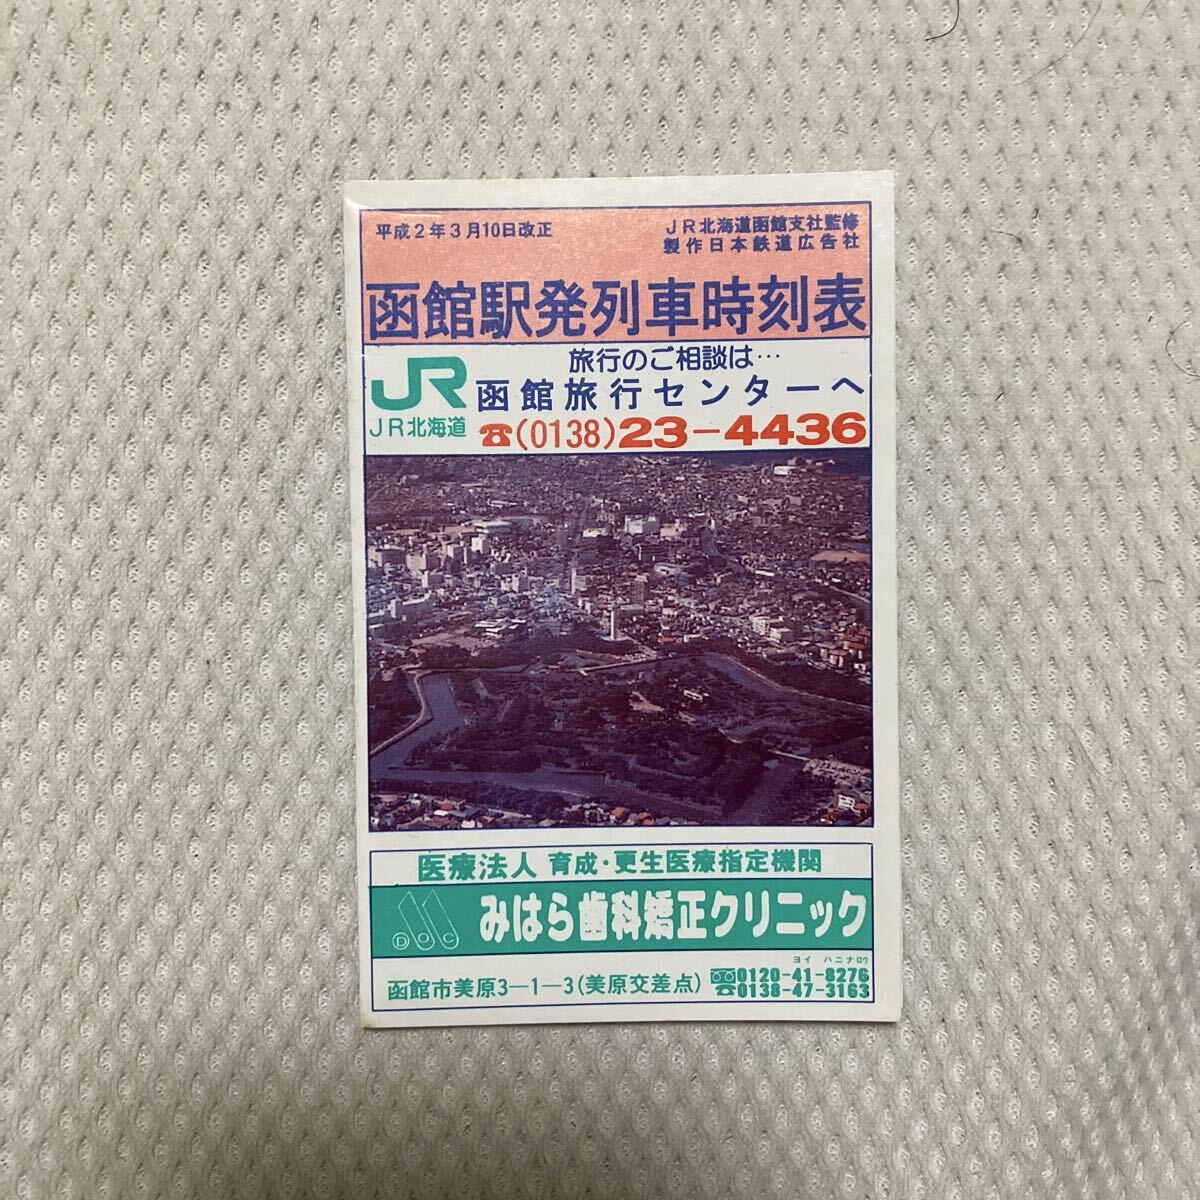 平成2年3月10日改正
JR北海道函館支社監修
製作日本鉄道広告社
函館駅発列車時刻表
JR
JR北海道
旅行のご相談は…
函館旅行センターへ
☎(0138)23-4436
医療法人 育成・更生医療指定機関
DOC
みはら歯科矯正クリニック
ヨイ ハニナロウ
函館市美原3-1-3(美原交差点)
0120-41-8276
☎0138-47-3163